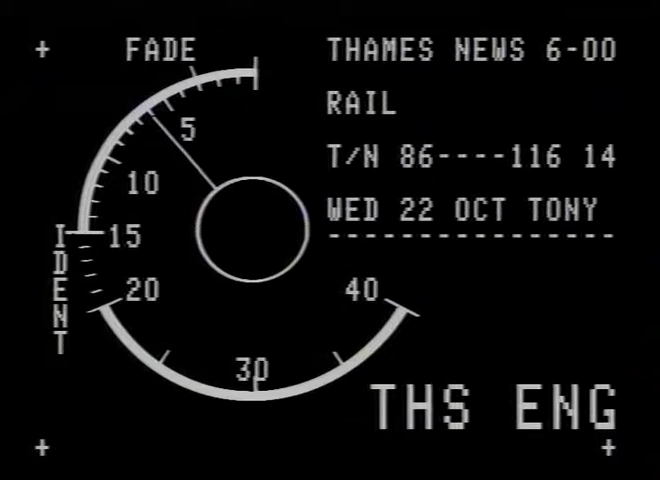 FADE
THAMES NEWS 6-00
RAIL
T/N 86----116 14
WED 22 OCT TONY
----------------
5
10
15
20
30
40
IDENT
THS ENG